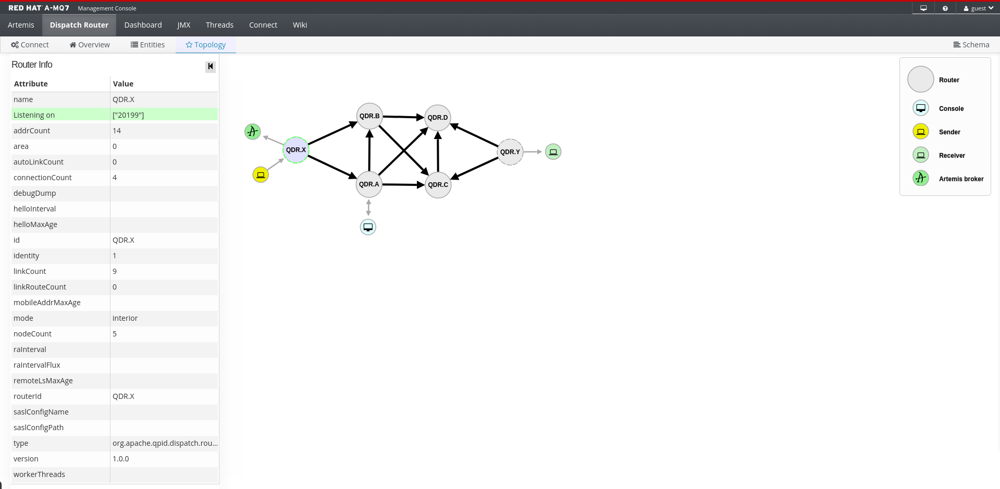 RED HAT® A-MQ7 Management Console guest
Artemis Dispatch Router Dashboard JMX Threads Connect Wiki
Connect Overview Entities Topology Schema
Router Info
Attribute Value
name QDR.X
Listening on ["20199"]
addrCount 14
area 0
autoLinkCount 0
connectionCount 4
debugDump
helloInterval
helloMaxAge
id QDR.X
identity 1
linkCount 9
linkRouteCount 0
mobileAddrMaxAge
mode interior
nodeCount 5
raInterval
raIntervalFlux
remoteLsMaxAge
routerId QDR.X
saslConfigName
saslConfigPath
type org.apache.qpid.dispatch.rou...
version 1.0.0
workerThreads
QDR.B QDR.D
QDR.X QDR.Y
QDR.A QDR.C
Router
Console
Sender
Receiver
Artemis broker